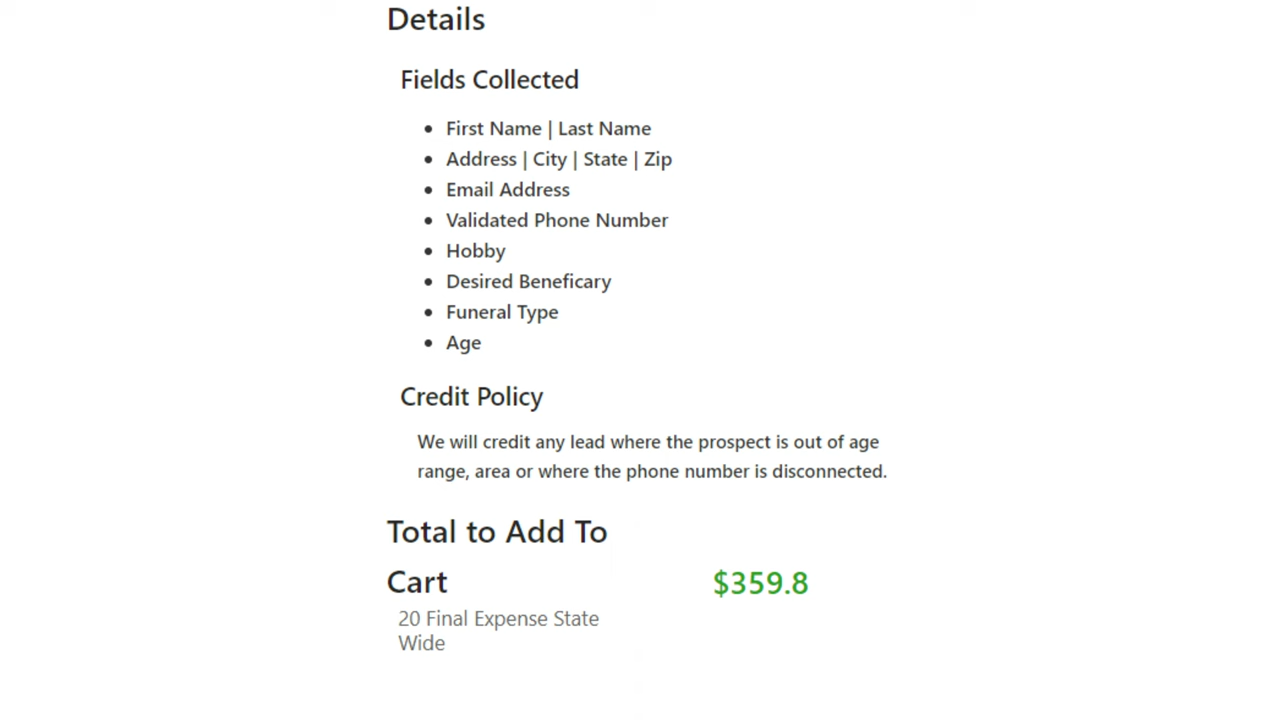 Details
Fields Collected
First Name | Last Name
Address | City | State | Zip
Email Address
Validated Phone Number
Hobby
Desired Beneficary
Funeral Type
Age
Credit Policy
We will credit any lead where the prospect is out of age
range, area or where the phone number is disconnected.
Total to Add To
Cart
$359.8
20 Final Expense State
Wide